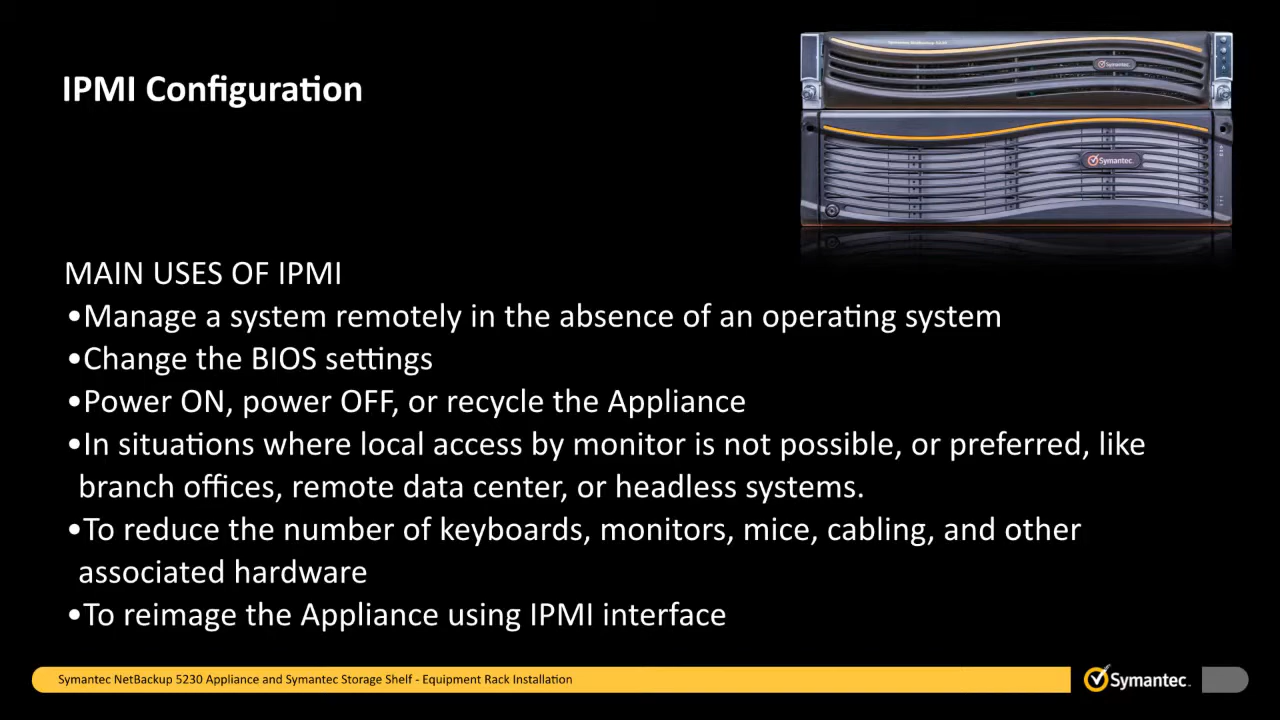 IPMI Configuration
Symantec.
Symantec.
MAIN USES OF IPMI
•Manage a system remotely in the absence of an operating system
•Change the BIOS settings
•Power ON, power OFF, or recycle the Appliance
•In situations where local access by monitor is not possible, or preferred, like
branch offices, remote data center, or headless systems.
•To reduce the number of keyboards, monitors, mice, cabling, and other
associated hardware
•To reimage the Appliance using IPMI interface
Symantec NetBackup 5230 Appliance and Symantec Storage Shelf - Equipment Rack Installation
Symantec.